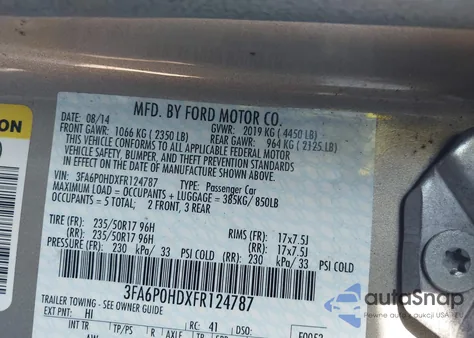 ON
MFD. BY FORD MOTOR CO.
DATE: 08/14 GVWR: 2019 KG ( 4450 LB)
FRONT GAWR: 1066 KG ( 2350 LB) REAR GAWR: 964 KG ( 2125 LB)
THIS VEHICLE CONFORMS TO ALL APPLICABLE FEDERAL MOTOR
VEHICLE SAFETY, BUMPER, AND THEFT PREVENTION STANDARDS
IN EFFECT ON THE DATE OF MANUFACTURE SHOWN ABOVE.
VIN: 3FA6P0HDXFR124787 TYPE: Passenger Car
MAXIMUM LOAD = OCCUPANTS + LUGGAGE = 385KG/ 850LB
OCCUPANTS = 5 TOTAL; 2 FRONT, 3 REAR
TIRE (FR): 235/50R17 96H RIMS (FR): 17x7.5J
(RR): 235/50R17 96H (RR): 17x7.5J
PRESSURE (FR): 230 kPa/ 33 PSI COLD (RR): 230 kPa/ 33 PSI COLD
3FA6P0HDXFR124787
TRAILER TOWING - SEE OWNER GUIDE
EXT PNT: HI RC: 41 DSO:
INT TR TP/PS R AXLE TR
autoSnap
Pewne auta z USA